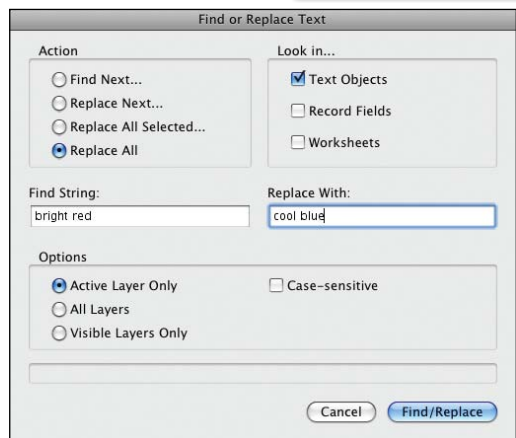 Find or Replace Text
Action
Find Next...
Replace Next...
Replace All Selected...
Replace All
Look in...
Text Objects
Record Fields
Worksheets
Find String:
bright red
Replace With:
cool blue
Options
Active Layer Only
All Layers
Visible Layers Only
Case-sensitive
Cancel
Find/Replace